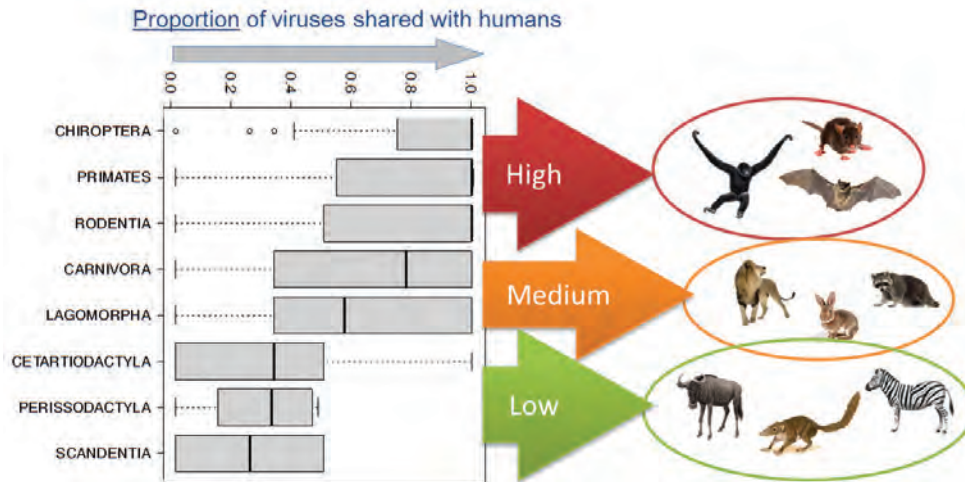 Proportion of viruses shared with humans
0.0 0.2 0.4 0.6 0.8 1.0
CHIROPTERA
PRIMATES
RODENTIA
CARNIVORA
LAGOMORPHA
CETARTIODACTYLA
PERISSODACTYLA
SCANDENTIA
High
Medium
Low